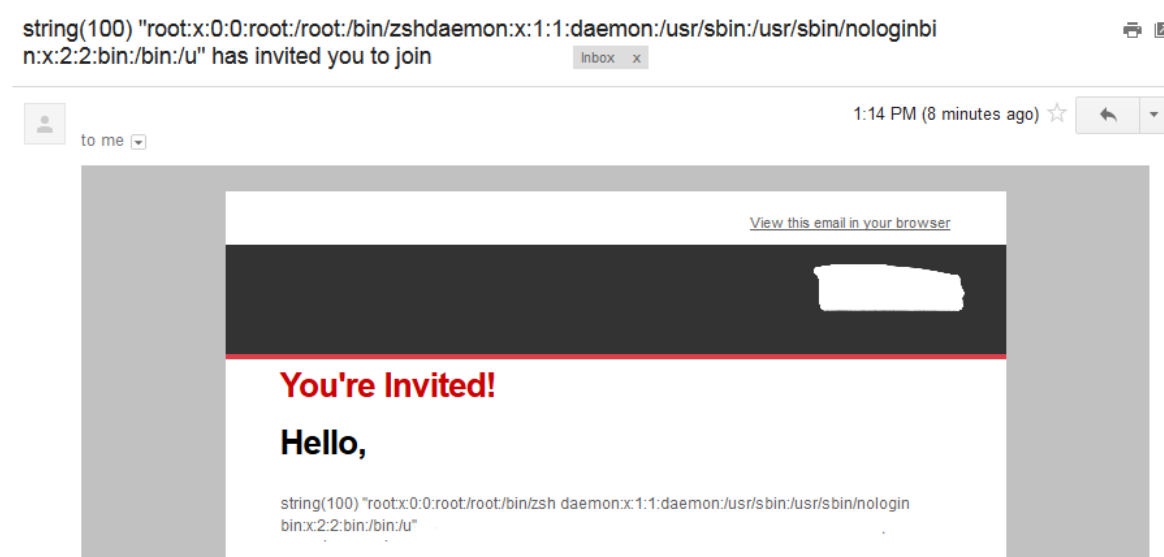 string(100) "root:x:0:0:root:/root:/bin/zshdaemon:x:1:1:daemon:/usr/sbin:/usr/sbin/nologinbi
n:x:2:2:bin:/bin:/u" has invited you to join
Inbox x
1:14 PM (8 minutes ago)
to me
View this email in your browser
You're Invited!
Hello,
string(100) "root:x:0:0:root:/root:/bin/zsh daemon:x:1:1:daemon:/usr/sbin:/usr/sbin/nologin
bin:x:2:2:bin:/bin:/u"